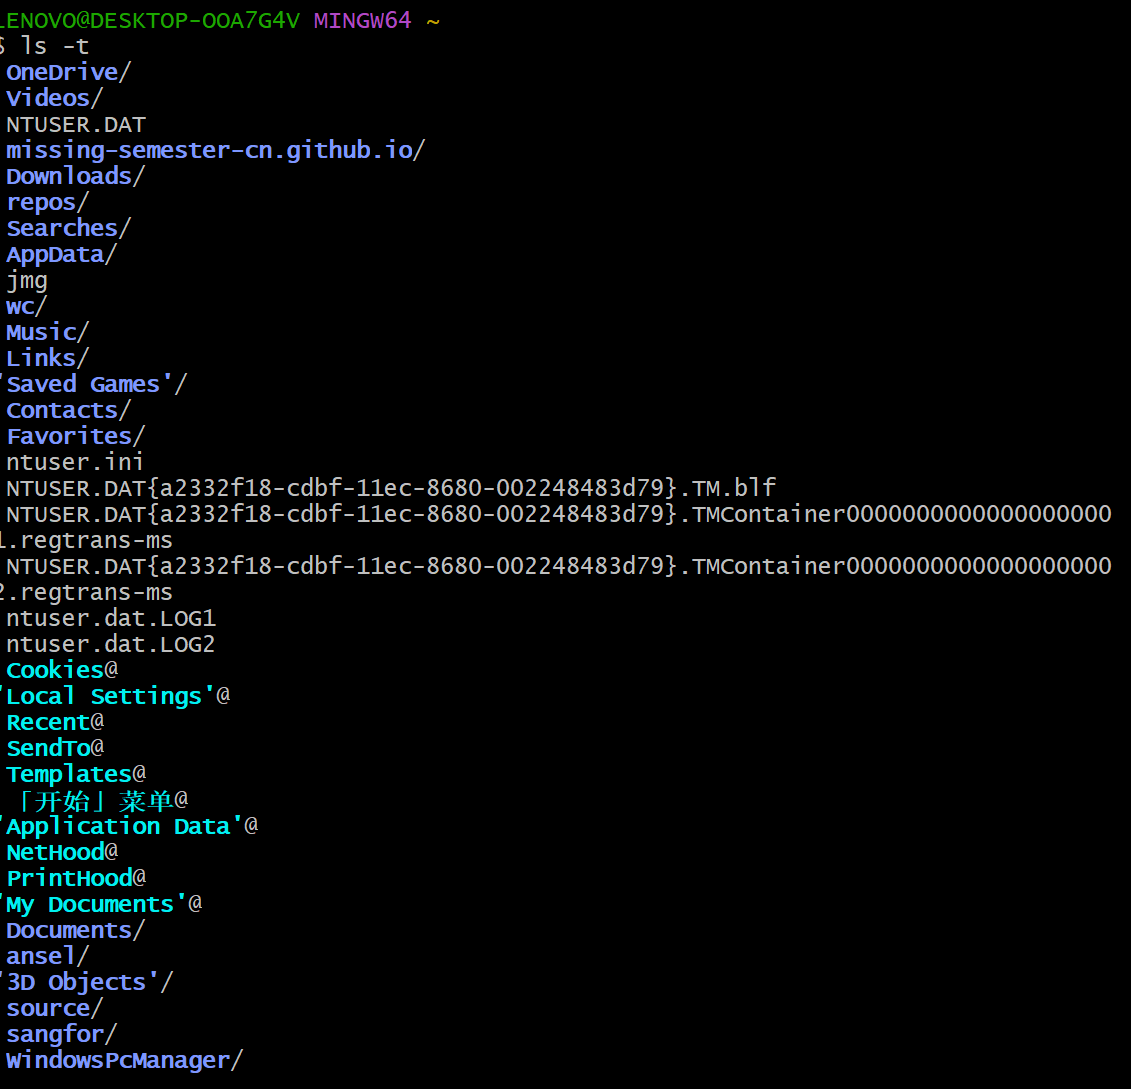 LENOVO@DESKTOP-OOA7G4V MINGW64 ~
$ ls -t
OneDrive/
Videos/
NTUSER.DAT
missing-semester-cn.github.io/
Downloads/
repos/
Searches/
AppData/
jmg
wc/
Music/
Links/
'Saved Games'/
Contacts/
Favorites/
ntuser.ini
NTUSER.DAT{a2332f18-cdbf-11ec-8680-002248483d79}.TM.blf
NTUSER.DAT{a2332f18-cdbf-11ec-8680-002248483d79}.TMContainer0000000000000000000
1.regtrans-ms
NTUSER.DAT{a2332f18-cdbf-11ec-8680-002248483d79}.TMContainer0000000000000000000
2.regtrans-ms
ntuser.dat.LOG1
ntuser.dat.LOG2
Cookies@
'Local Settings'@
Recent@
SendTo@
Templates@
「开始」菜单@
'Application Data'@
NetHood@
PrintHood@
'My Documents'@
Documents/
ansel/
'3D Objects'/
source/
sangfor/
WindowsPcManager/